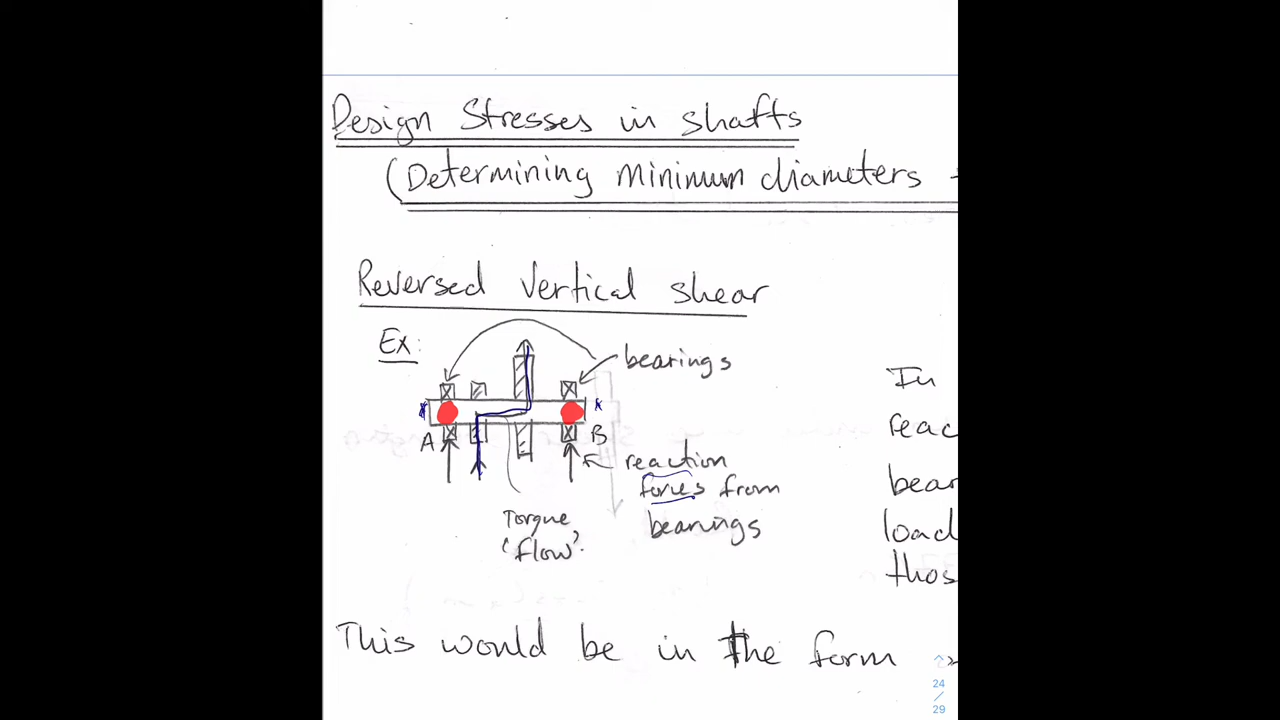 Design Stresses in shafts
(Determining minimum diameters
Reversed vertical shear
Ex:
bearings
A
B
reaction
forces from
bearings
Torque
'flow'.
In
reac
bear
load
thos
This would be in the form
24
/
29